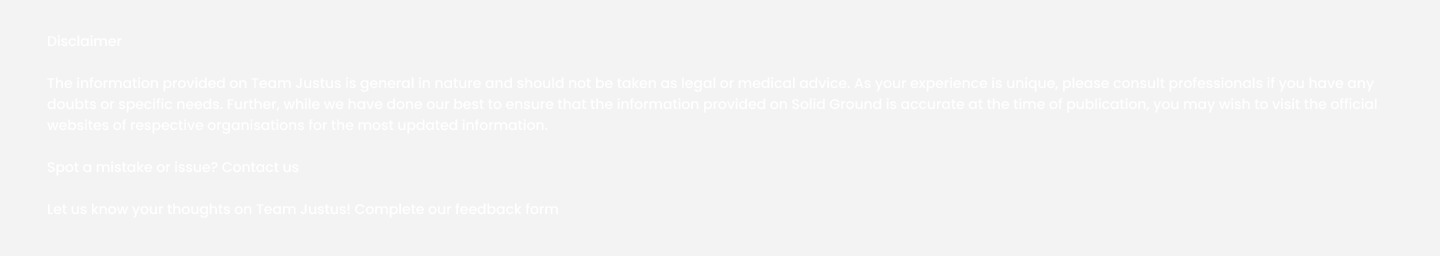 Disclaimer
The information provided on Team Justus is general in nature and should not be taken as legal or medical advice. As your experience is unique, please consult professionals if you have any
doubts or specific needs. Further, while we have done our best to ensure that the information provided on Solid Ground is accurate at the time of publication, you may wish to visit the official
websites of respective organisations for the most updated information.
Spot a mistake or issue? Contact us
Let us know your thoughts on Team Justus! Complete our feedback form